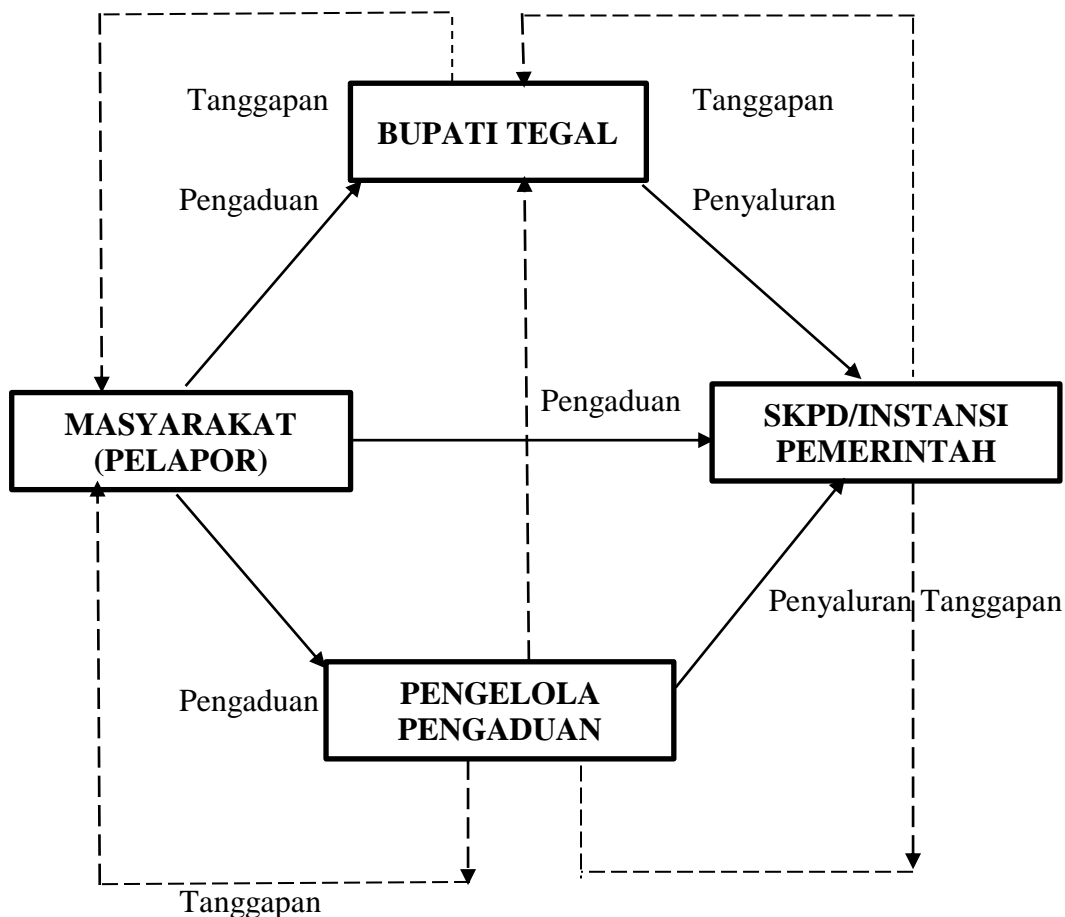 Tanggapan
Tanggapan
BUPATI TEGAL
Pengaduan
Penyaluran
Pengaduan
MASYARAKAT
(PELAPOR)
SKPD/INSTANSI
PEMERINTAH
Penyaluran Tanggapan
Pengaduan
PENGELOLA
PENGADUAN
Tanggapan